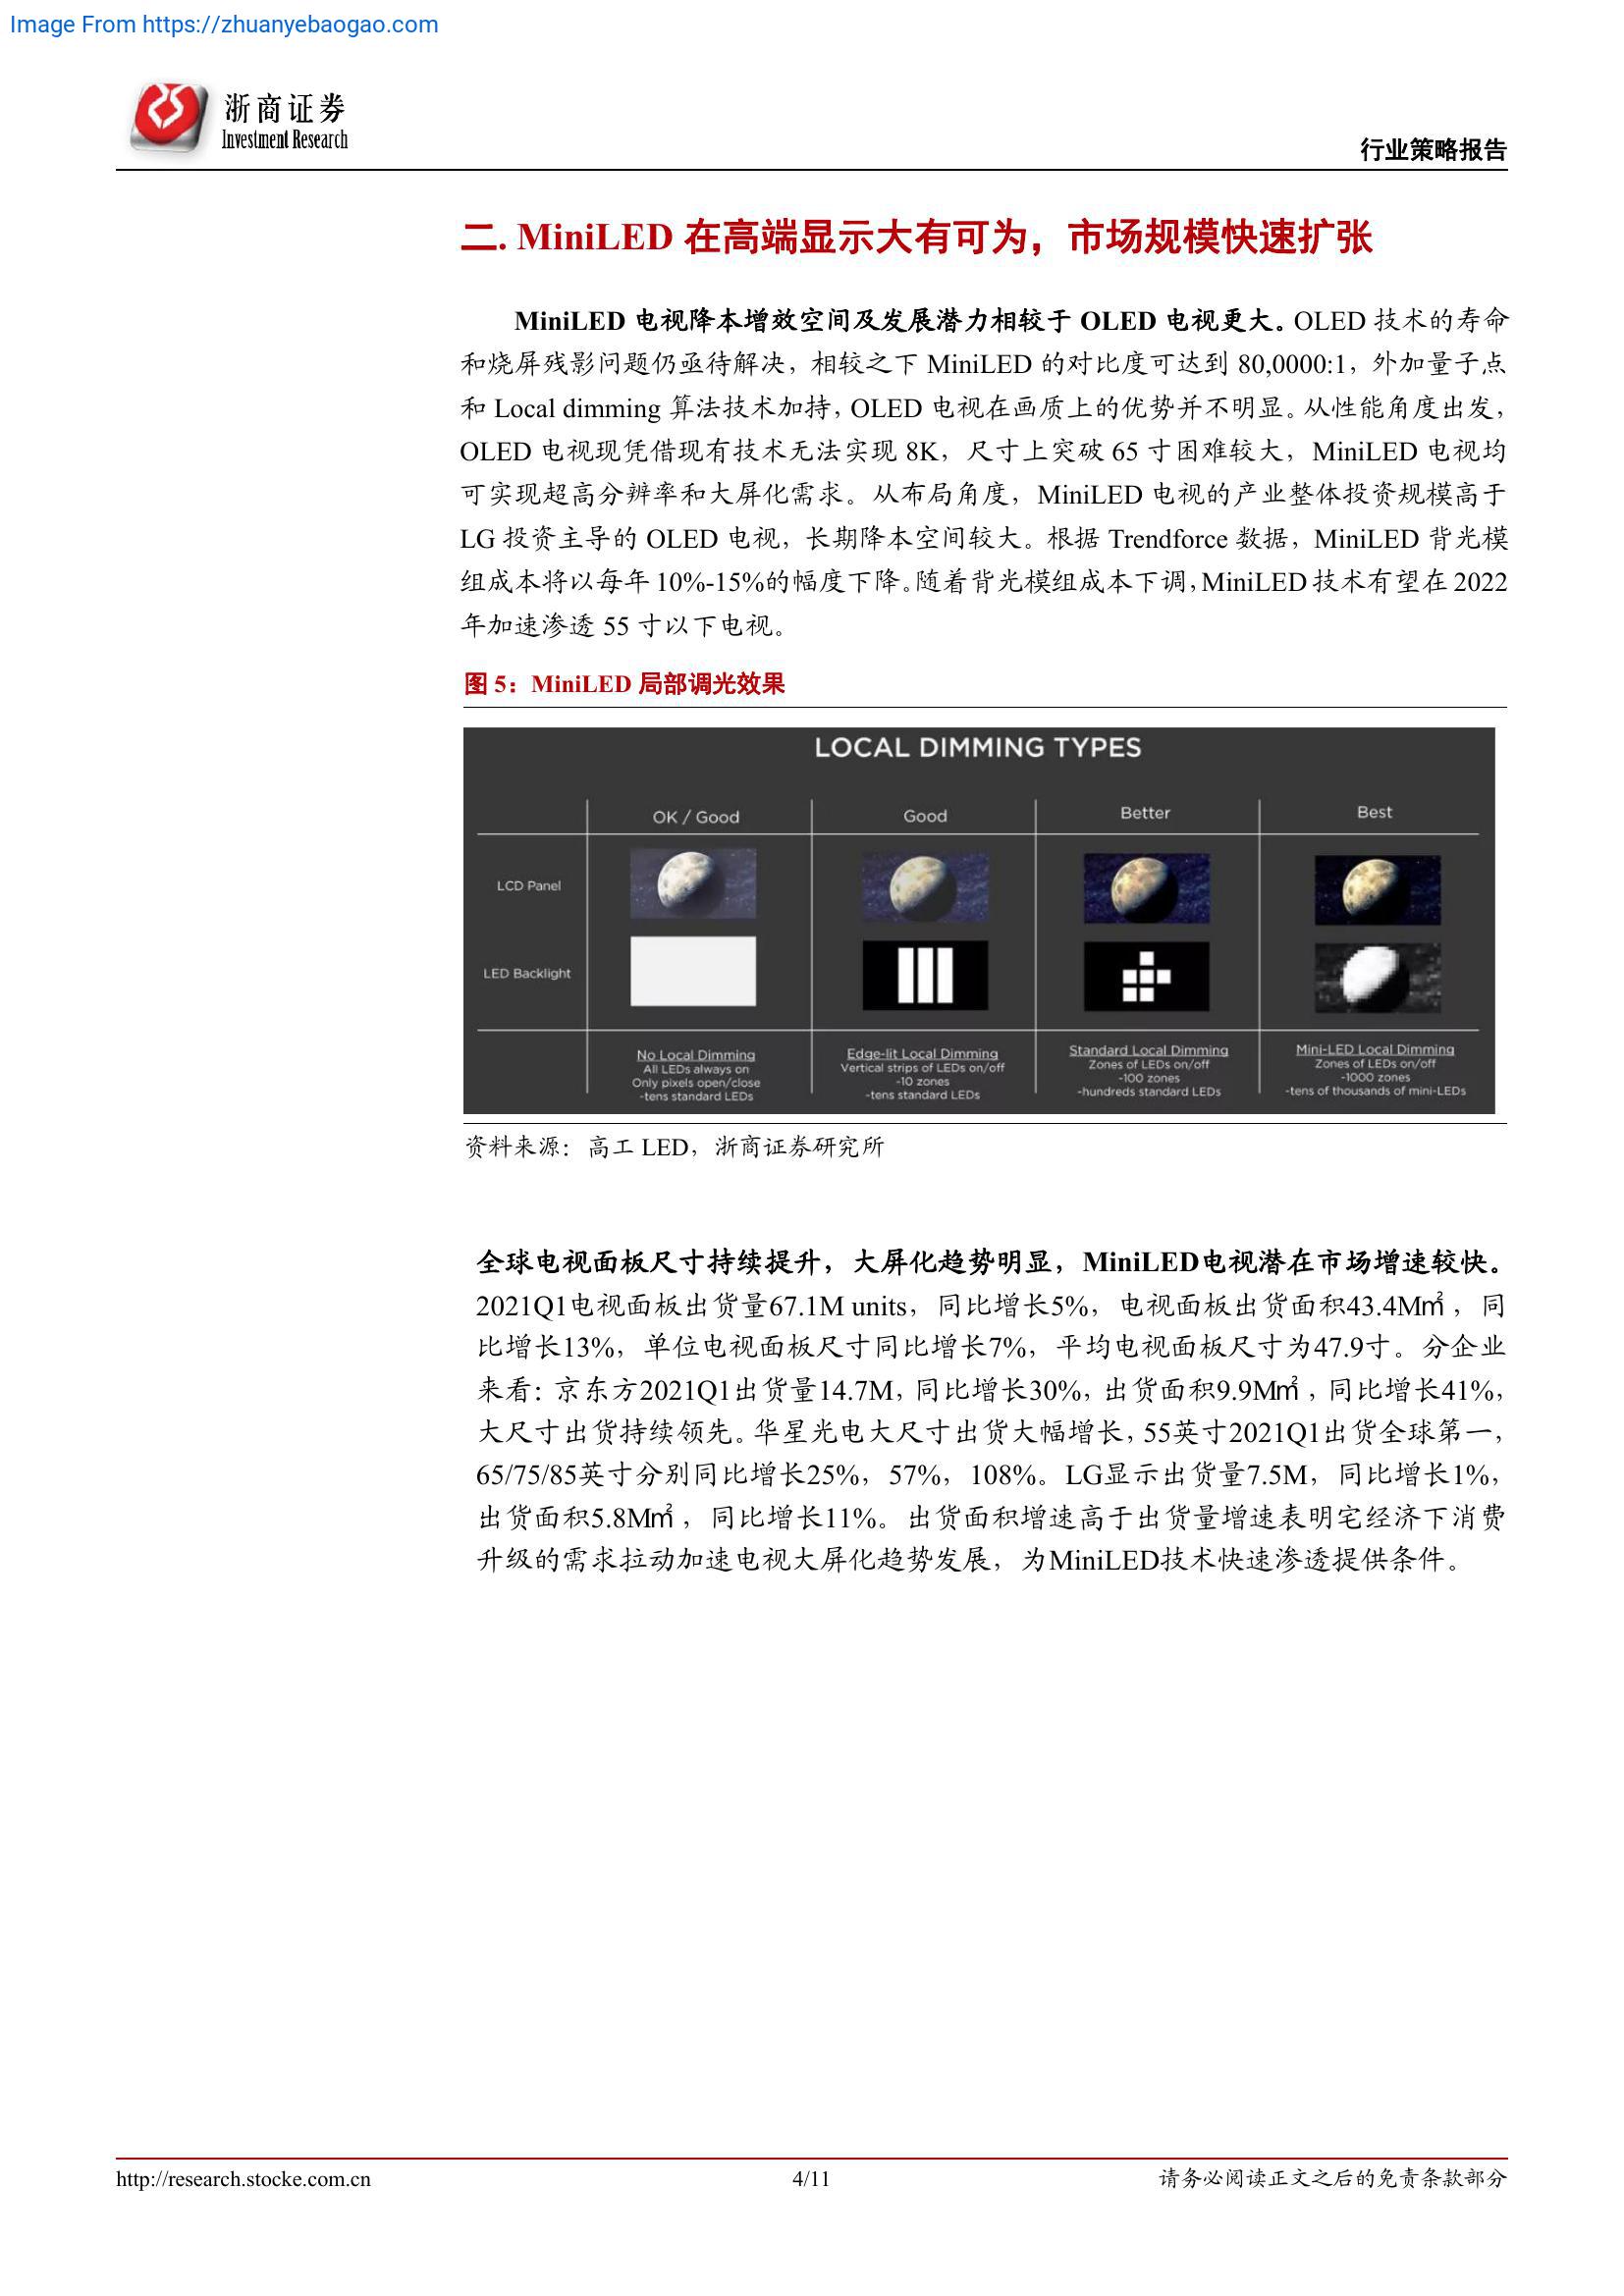 Image From https://zhuanyebaogao.com
浙商证券
Investment Research
行业策略报告
二. MiniLED 在高端显示大有可为，市场规模快速扩张
MiniLED 电视降本增效空间及发展潜力相较于 OLED 电视更大。OLED 技术的寿命
和烧屏残影问题仍亟待解决，相较之下 MiniLED 的对比度可达到 80,0000:1，外加量子点
和 Local dimming 算法技术加持，OLED 电视在画质上的优势并不明显。从性能角度出发，
OLED 电视现凭借现有技术无法实现 8K，尺寸上突破 65 寸困难较大，MiniLED 电视均
可实现超高分辨率和大屏化需求。从布局角度，MiniLED 电视的产业整体投资规模高于
LG 投资主导的 OLED 电视，长期降本空间较大。根据 Trendforce 数据，MiniLED 背光模
组成本将以每年 10%-15%的幅度下降。随着背光模组成本下调，MiniLED 技术有望在 2022
年加速渗透 55 寸以下电视。
图 5：MiniLED 局部调光效果
LOCAL DIMMING TYPES
OK / Good
Good
Better
Best
LCD Panel
LED Backlight
No Local Dimming
All LEDs always on
Only pixels open/close
~tens standard LEDs
Edge-lit Local Dimming
Vertical strips of LEDs on/off
~10 zones
~tens standard LEDs
Standard Local Dimming
Zones of LEDs on/off
~100 zones
~hundreds standard LEDs
Mini-LED Local Dimming
Zones of LEDs on/off
~1000 zones
~tens of thousands of mini-LEDs
资料来源：高工 LED，浙商证券研究所
全球电视面板尺寸持续提升，大屏化趋势明显，MiniLED电视潜在市场增速较快。
2021Q1电视面板出货量67.1M units，同比增长5%，电视面板出货面积43.4M㎡，同
比增长13%，单位电视面板尺寸同比增长7%，平均电视面板尺寸为47.9寸。分企业
来看：京东方2021Q1出货量14.7M，同比增长30%，出货面积9.9M㎡，同比增长41%，
大尺寸出货持续领先。华星光电大尺寸出货大幅增长，55英寸2021Q1出货全球第一，
65/75/85英寸分别同比增长25%，57%，108%。LG显示出货量7.5M，同比增长1%，
出货面积5.8M㎡，同比增长11%。出货面积增速高于出货量增速表明宅经济下消费
升级的需求拉动加速电视大屏化趋势发展，为MiniLED技术快速渗透提供条件。
http://research.stocke.com.cn
4/11
请务必阅读正文之后的免责条款部分